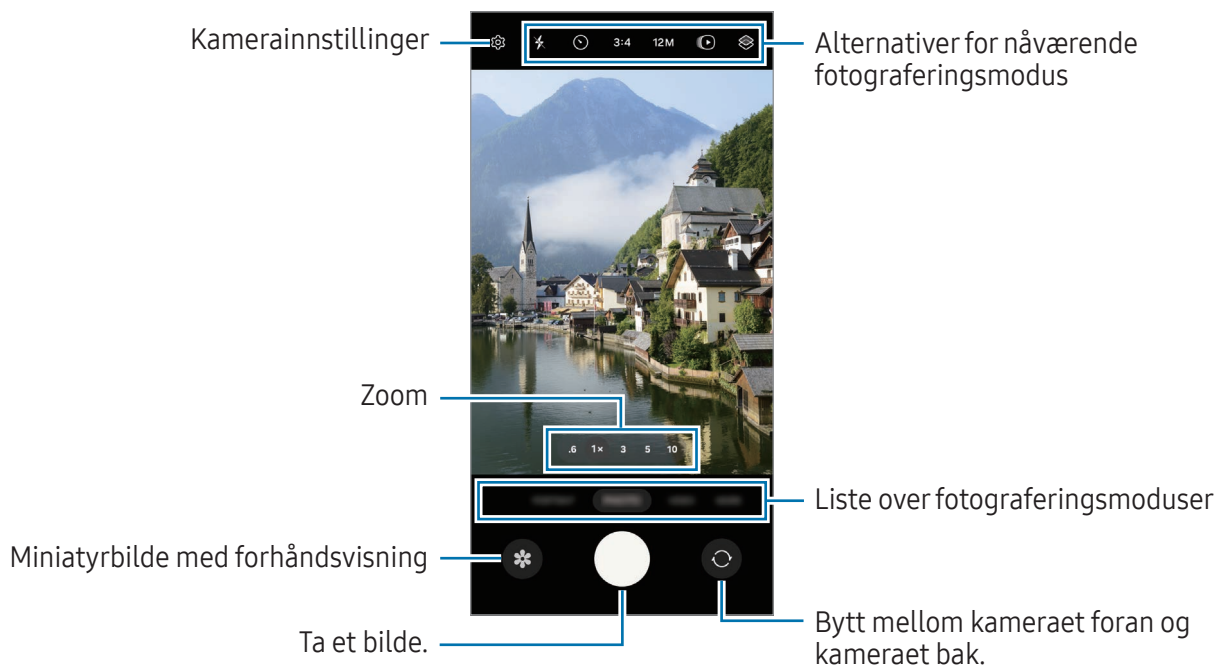 Kamerainnstillinger
3:4
12M
Alternativer for nåværende
fotograferingsmodus
Zoom
.6 1× 3 5 10
Liste over fotograferingsmoduser
Miniatyrbilde med forhåndsvisning
Ta et bilde.
Bytt mellom kameraet foran og
kameraet bak.